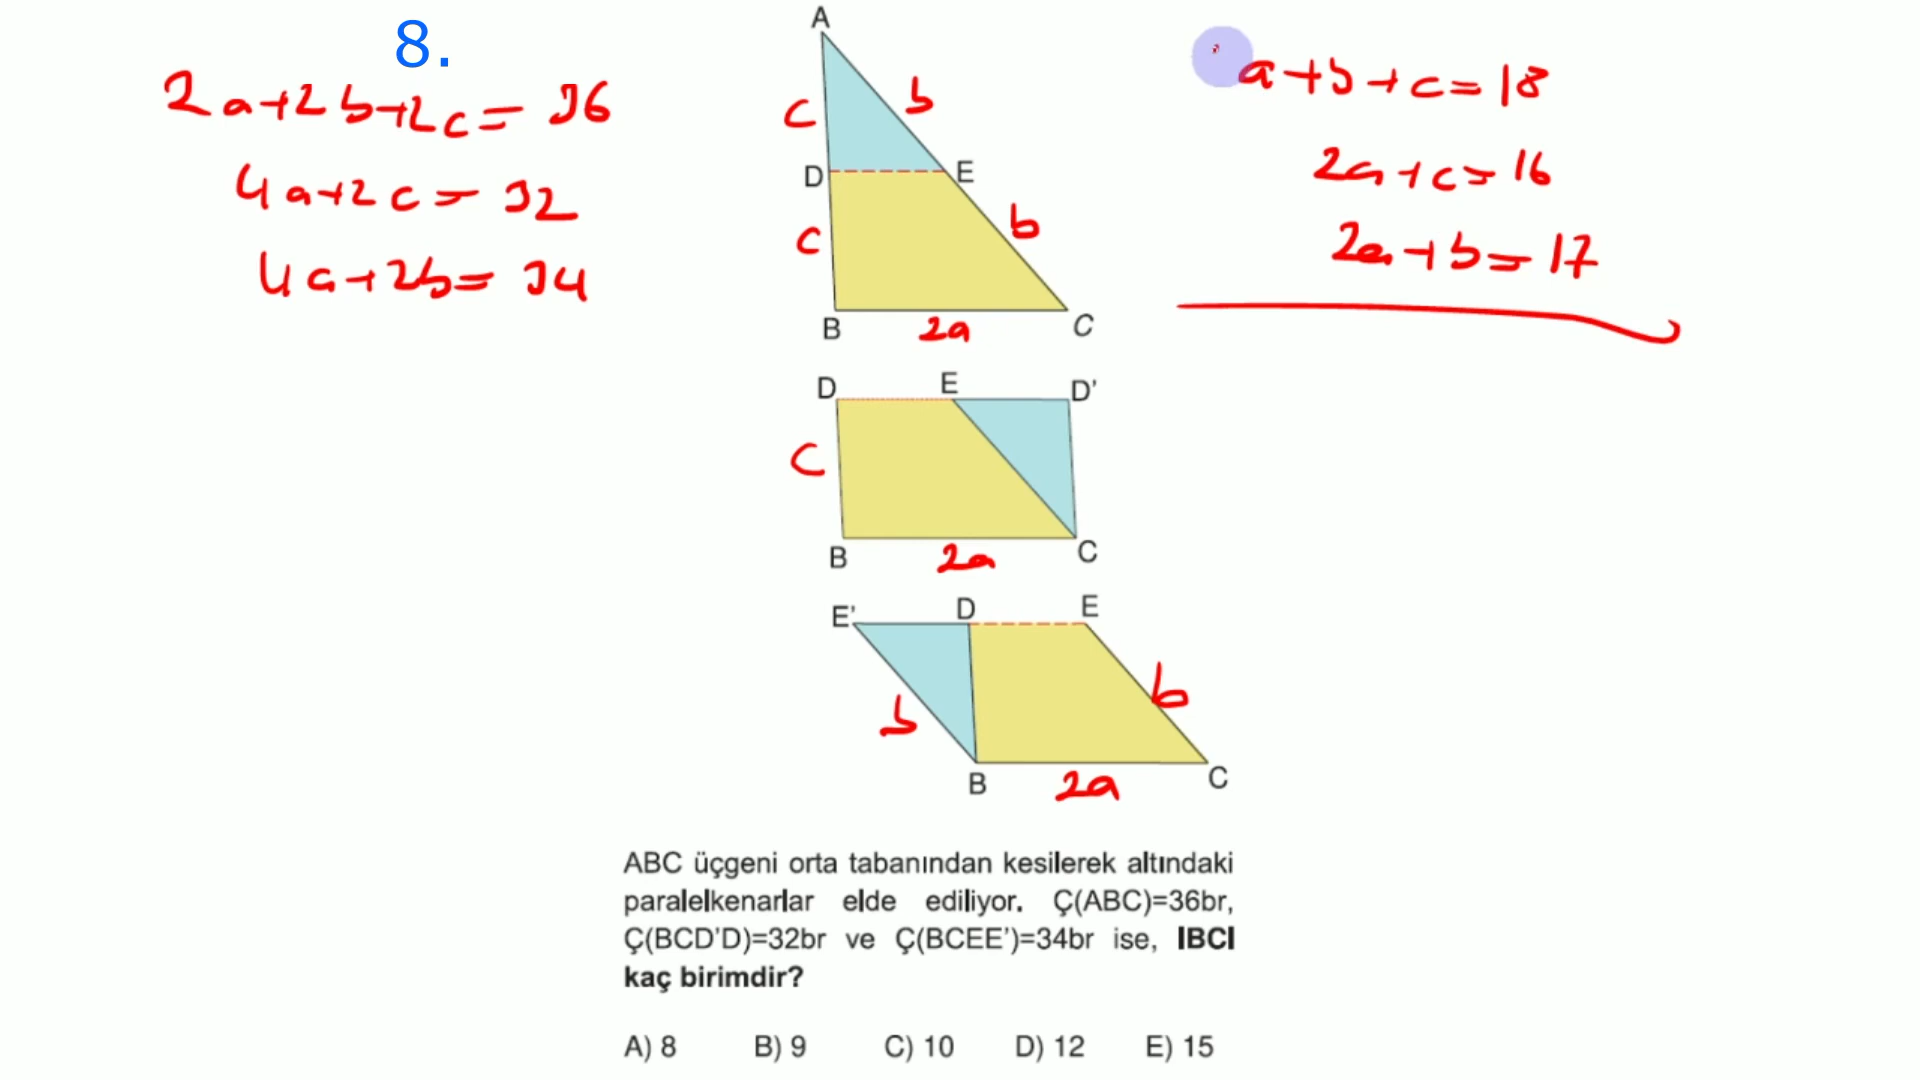 8.
2a+2b+2c=36
4a+2c=32
4a+2b=34
A
c b
D E
c b
B 2a C
a+b+c=18
2a+c=16
2a+b=17
D E D'
c
B 2a C
E' D E
b b
B 2a C
ABC üçgeni orta tabanından kesilerek altındaki
paralelkenarlar elde ediliyor. Ç(ABC)=36br,
Ç(BCD'D)=32br ve Ç(BCEE')=34br ise, IBCI
kaç birimdir?
A) 8 B) 9 C) 10 D) 12 E) 15